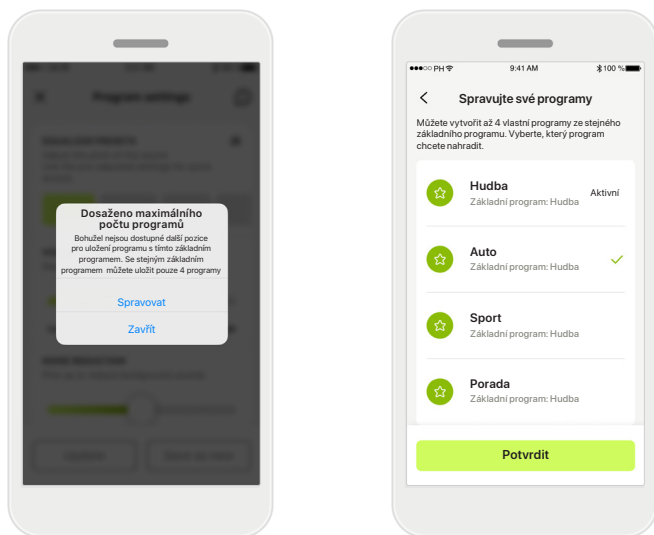 Program settings
Dosaženo maximálního
počtu programů
Bohužel nejsou dostupné další pozice
pro uložení programu s tímto základním
programem. Se stejným základním
programem můžete uložit pouze 4 programy
Spravovat
Zavřít
PH
9:41 AM
100 %
Spravujte své programy
Můžete vytvořit až 4 vlastní programy ze stejného
základního programu. Vyberte, který program
chcete nahradit.
Hudba
Aktivní
Základní program: Hudba
Auto
Základní program: Hudba
Sport
Základní program: Hudba
Porada
Základní program: Hudba
Potvrdit